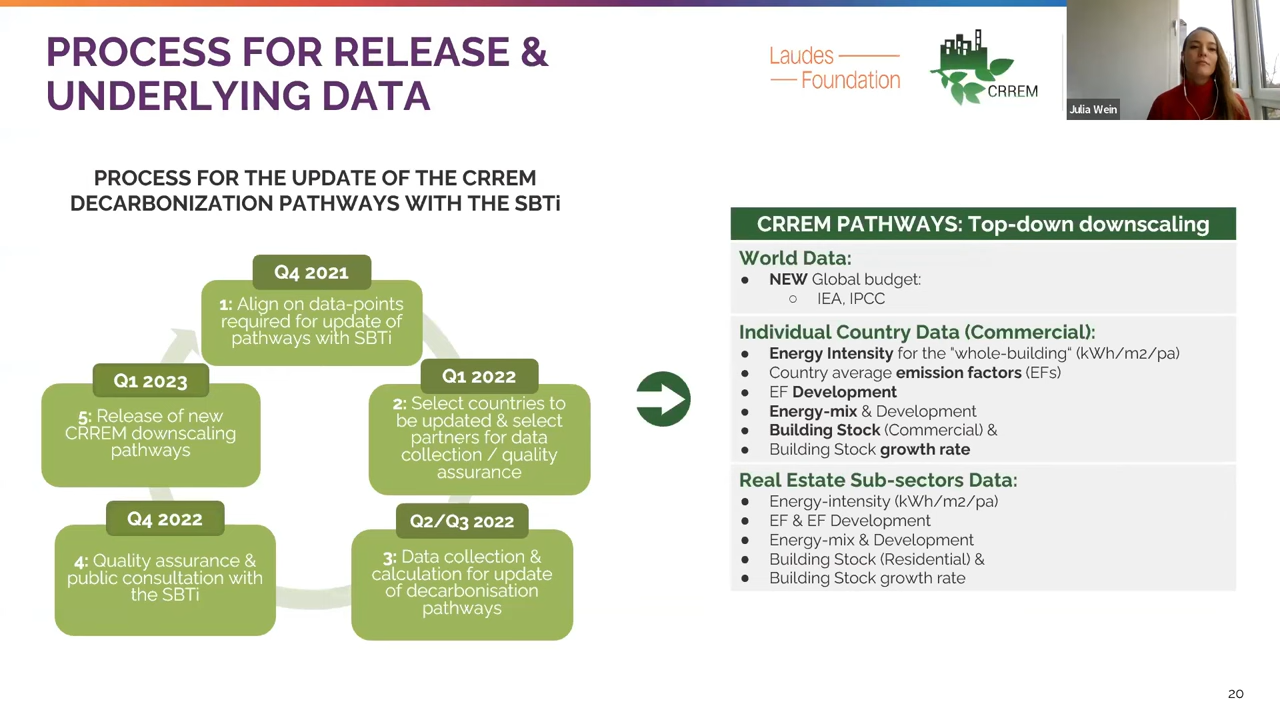 PROCESS FOR RELEASE &
UNDERLYING DATA
Laudes
Foundation
CRREM
Julia Wein
PROCESS FOR THE UPDATE OF THE CRREM
DECARBONIZATION PATHWAYS WITH THE SBTi
Q4 2021
1: Align on data-points
required for update of
pathways with SBTi
Q1 2022
2: Select countries to
be updated & select
partners for data
collection / quality
assurance
Q2/Q3 2022
3: Data collection &
calculation for update
of decarbonisation
pathways
Q4 2022
4: Quality assurance &
public consultation with
the SBTi
Q1 2023
5: Release of new
CRREM downscaling
pathways
CRREM PATHWAYS: Top-down downscaling
World Data:
● NEW Global budget:
○ IEA, IPCC
Individual Country Data (Commercial):
● Energy Intensity for the "whole-building" (kWh/m2/pa)
● Country average emission factors (EFs)
● EF Development
● Energy-mix & Development
● Building Stock (Commercial) &
● Building Stock growth rate
Real Estate Sub-sectors Data:
● Energy-intensity (kWh/m2/pa)
● EF & EF Development
● Energy-mix & Development
● Building Stock (Residential) &
● Building Stock growth rate
20